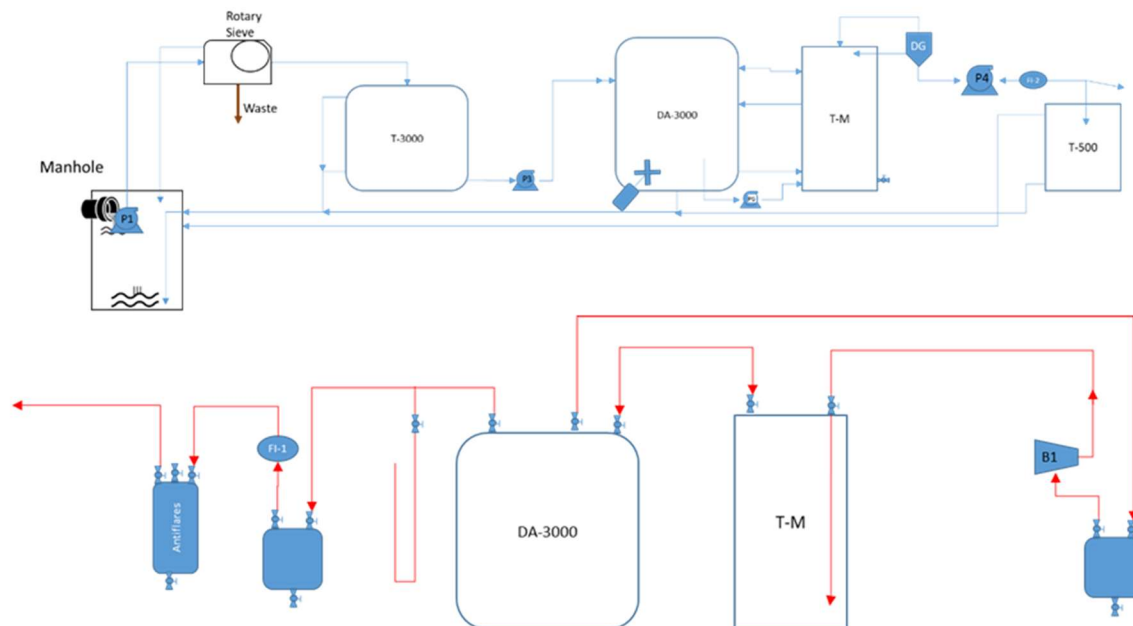 Rotary
Sieve
Waste
Manhole
P1
T-3000
P3
DA-3000
T-M
DG
P4
FI-2
T-500
FI-1
Antiflares
DA-3000
T-M
B1